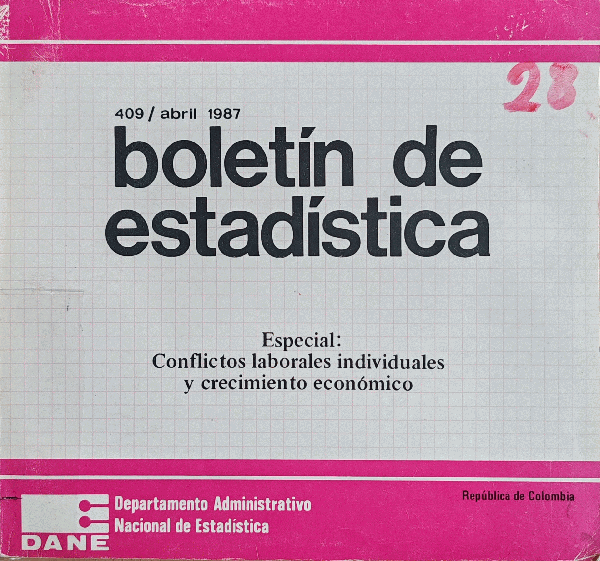 28
409 / abril 1987
boletín de
estadística
Especial:
Conflictos laborales individuales
y crecimiento económico
República de Colombia
Departamento Administrativo
Nacional de Estadística
DANE